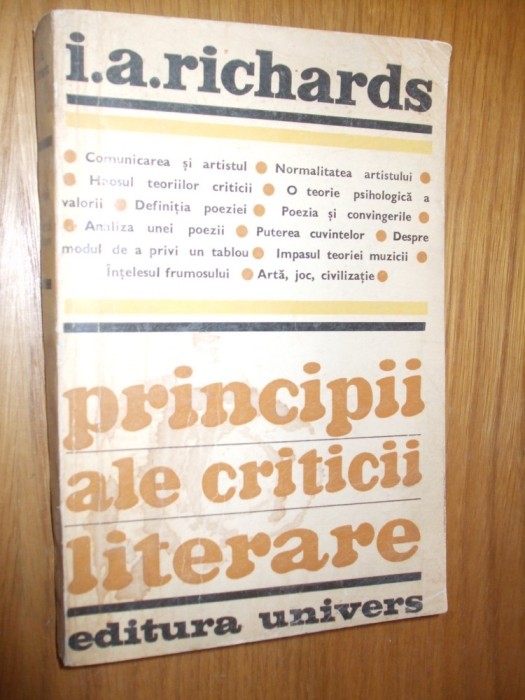 i.a.richards
Comunicarea și artistul ● Normalitatea artistului ●
● Haosul teoriilor criticii ● O teorie psihologică a
valorii ● Definiția poeziei ● Poezia și convingerile ●
● Analiza unei poezii ● Puterea cuvintelor ● Despre
modul de a privi un tablou ● Impasul teoriei muzicii ●
Înțelesul frumosului ● Artă, joc, civilizație ●
principii
ale criticii
literare
editura univers